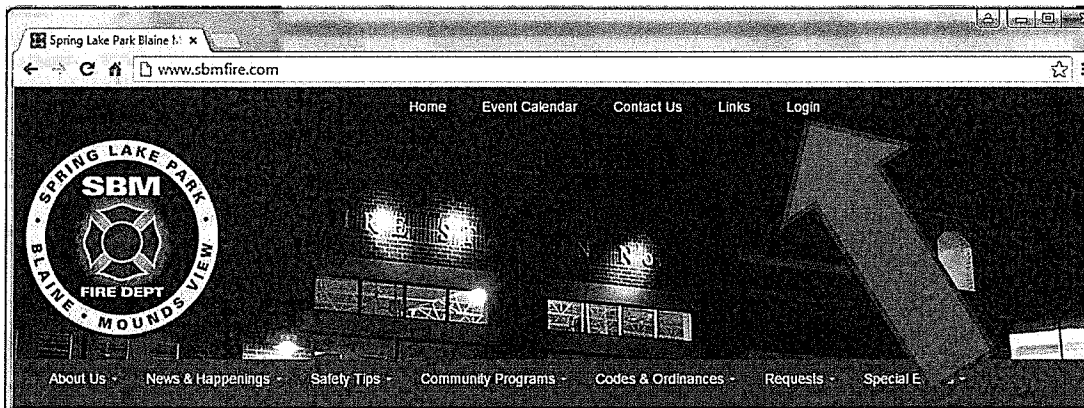 Spring Lake Park Blaine
www.sbmfire.com
Home Event Calendar Contact Us Links Login
SPRING LAKE PARK • BLAINE • MOUNDS VIEW •
SBM
FIRE DEPT
About Us News & Happenings Safety Tips Community Programs Codes & Ordinances Requests Special